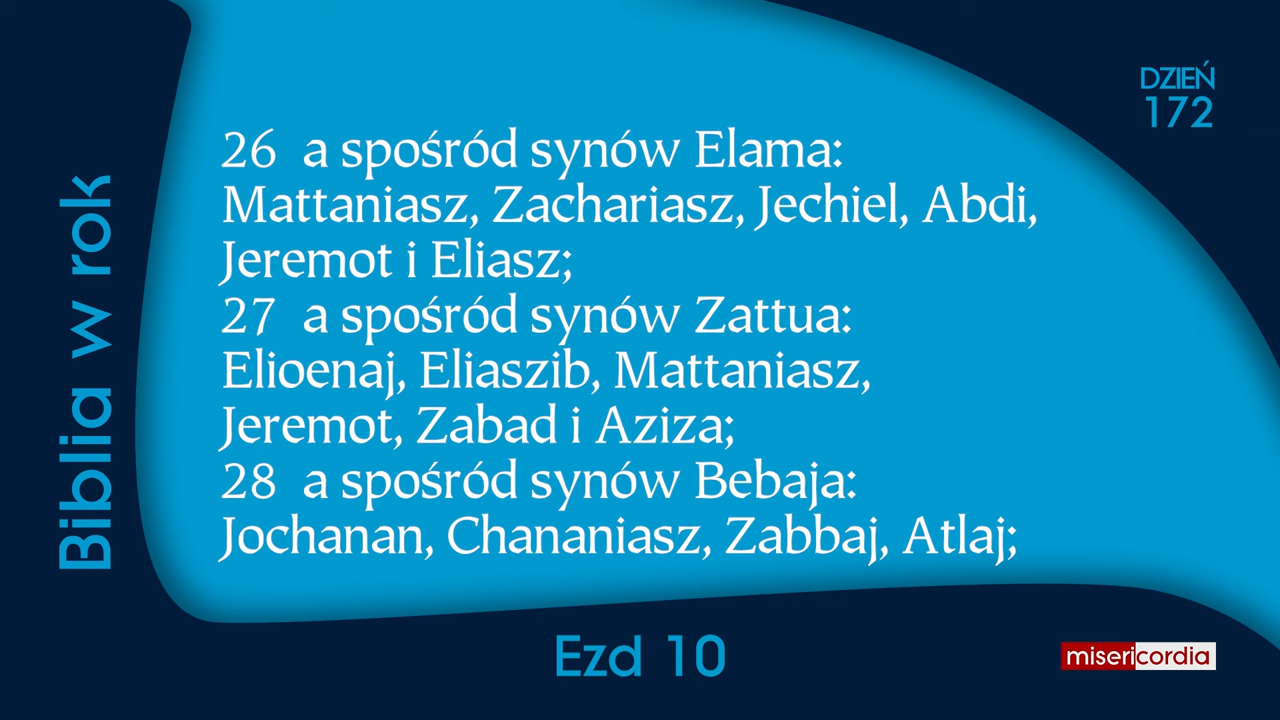 DZIEŃ
172
26 a spośród synów Elama:
Mattaniasz, Zachariasz, Jechiel, Abdi,
Jeremot i Eliasz;
27 a spośród synów Zattua:
Elioenaj, Eliaszib, Mattaniasz,
Jeremot, Zabad i Aziza;
28 a spośród synów Bebaja:
Jochanan, Chananiasz, Zabbaj, Atlaj;
Biblia w rok
Ezd 10
misericordia